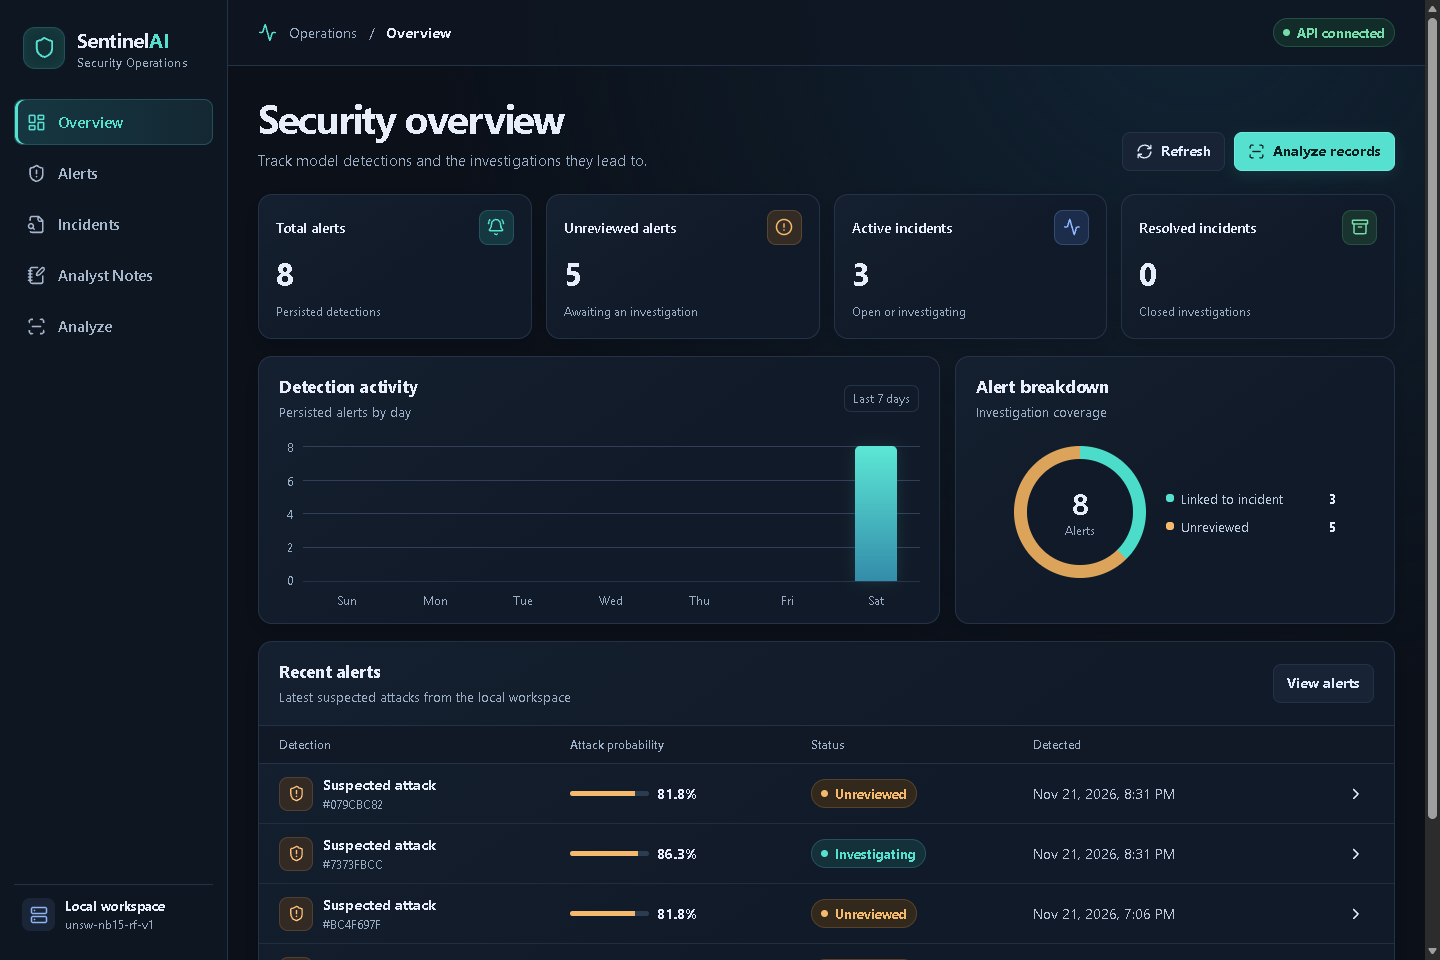 SentinelAI
Security Operations
Overview
Alerts
Incidents
Analyst Notes
Analyze
Local workspace
unsw-nb15-rf-v1
Operations / Overview
API connected
Security overview
Track model detections and the investigations they lead to.
Refresh
Analyze records
Total alerts
8
Persisted detections
Unreviewed alerts
5
Awaiting an investigation
Active incidents
3
Open or investigating
Resolved incidents
0
Closed investigations
Detection activity
Persisted alerts by day
Last 7 days
8
6
4
2
0
Sun Mon Tue Wed Thu Fri Sat
Alert breakdown
Investigation coverage
8
Alerts
Linked to incident 3
Unreviewed 5
Recent alerts
Latest suspected attacks from the local workspace
View alerts
Detection Attack probability Status Detected
Suspected attack
#079CBC82
81.8% Unreviewed Nov 21, 2026, 8:31 PM
Suspected attack
#7373FBCC
86.3% Investigating Nov 21, 2026, 8:31 PM
Suspected attack
#BC4F697F
81.8% Unreviewed Nov 21, 2026, 7:06 PM